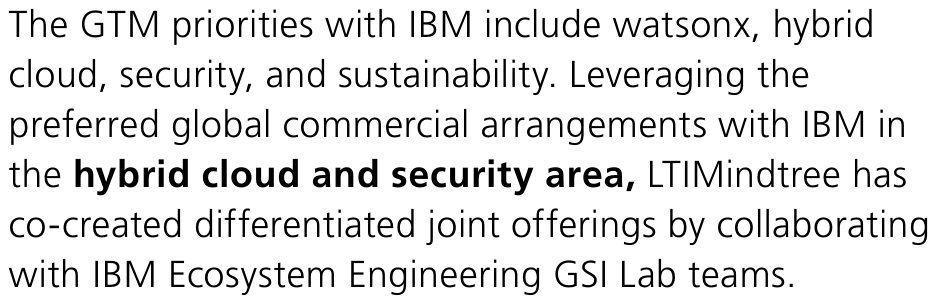 The GTM priorities with IBM include watsonx, hybrid
cloud, security, and sustainability. Leveraging the
preferred global commercial arrangements with IBM in
the hybrid cloud and security area, LTIMindtree has
co-created differentiated joint offerings by collaborating
with IBM Ecosystem Engineering GSI Lab teams.